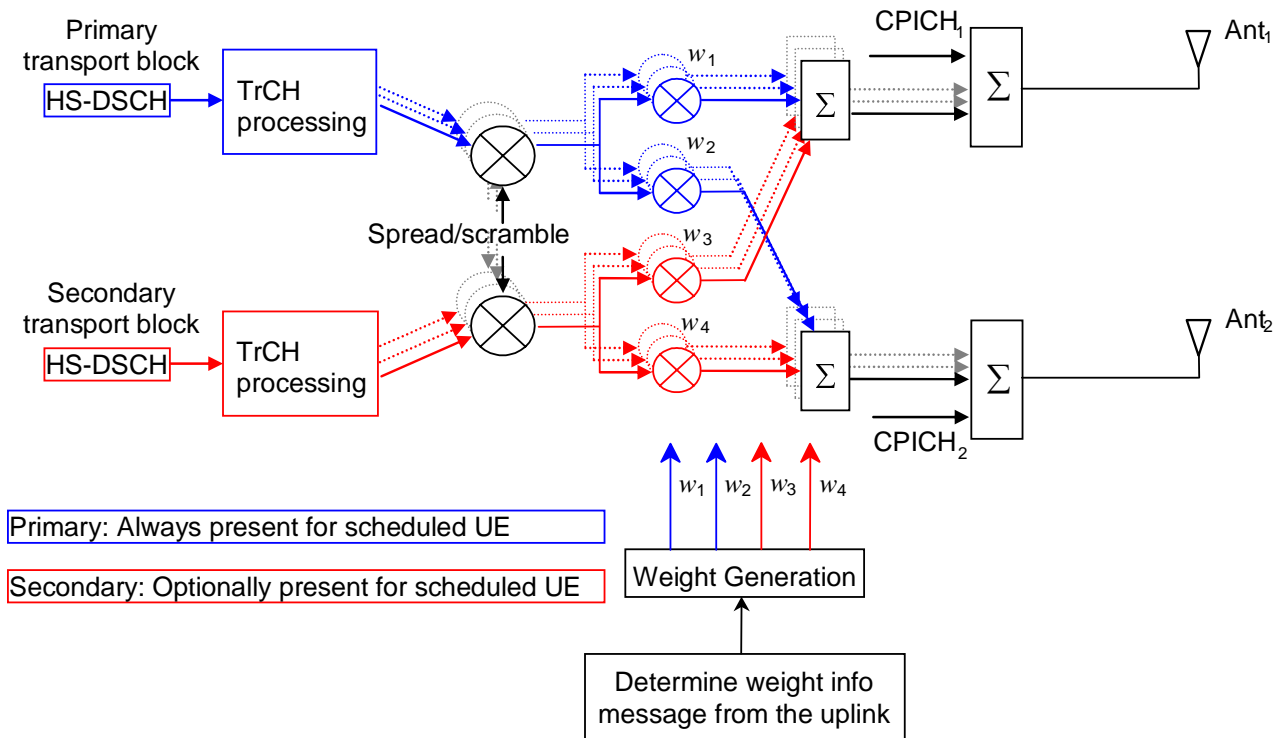 Primary
transport block
HS-DSCH
TrCH
processing
w1
w2
Σ
CPICH1
Σ
Ant1
Spread/scramble
Secondary
transport block
HS-DSCH
TrCH
processing
w3
w4
Σ
CPICH2
Σ
Ant2
w1 w2 w3 w4
Primary: Always present for scheduled UE
Secondary: Optionally present for scheduled UE
Weight Generation
Determine weight info
message from the uplink